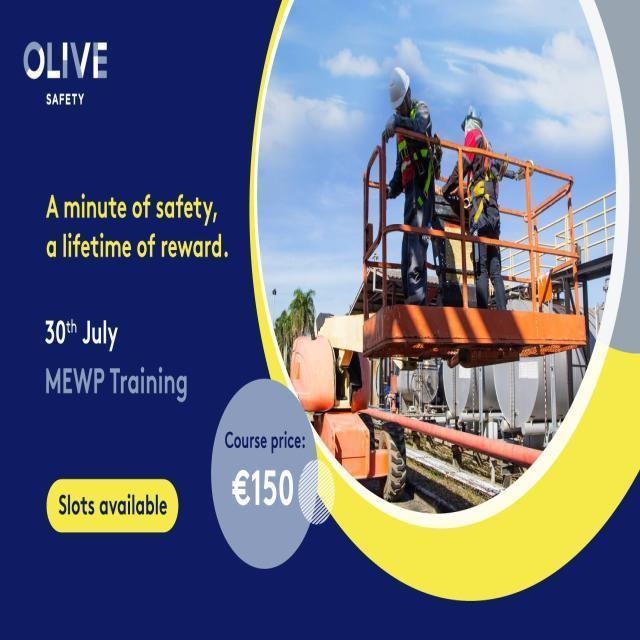 OLIVE
SAFETY
A minute of safety,
a lifetime of reward.
30th July
MEWP Training
Course price:
€150
Slots available